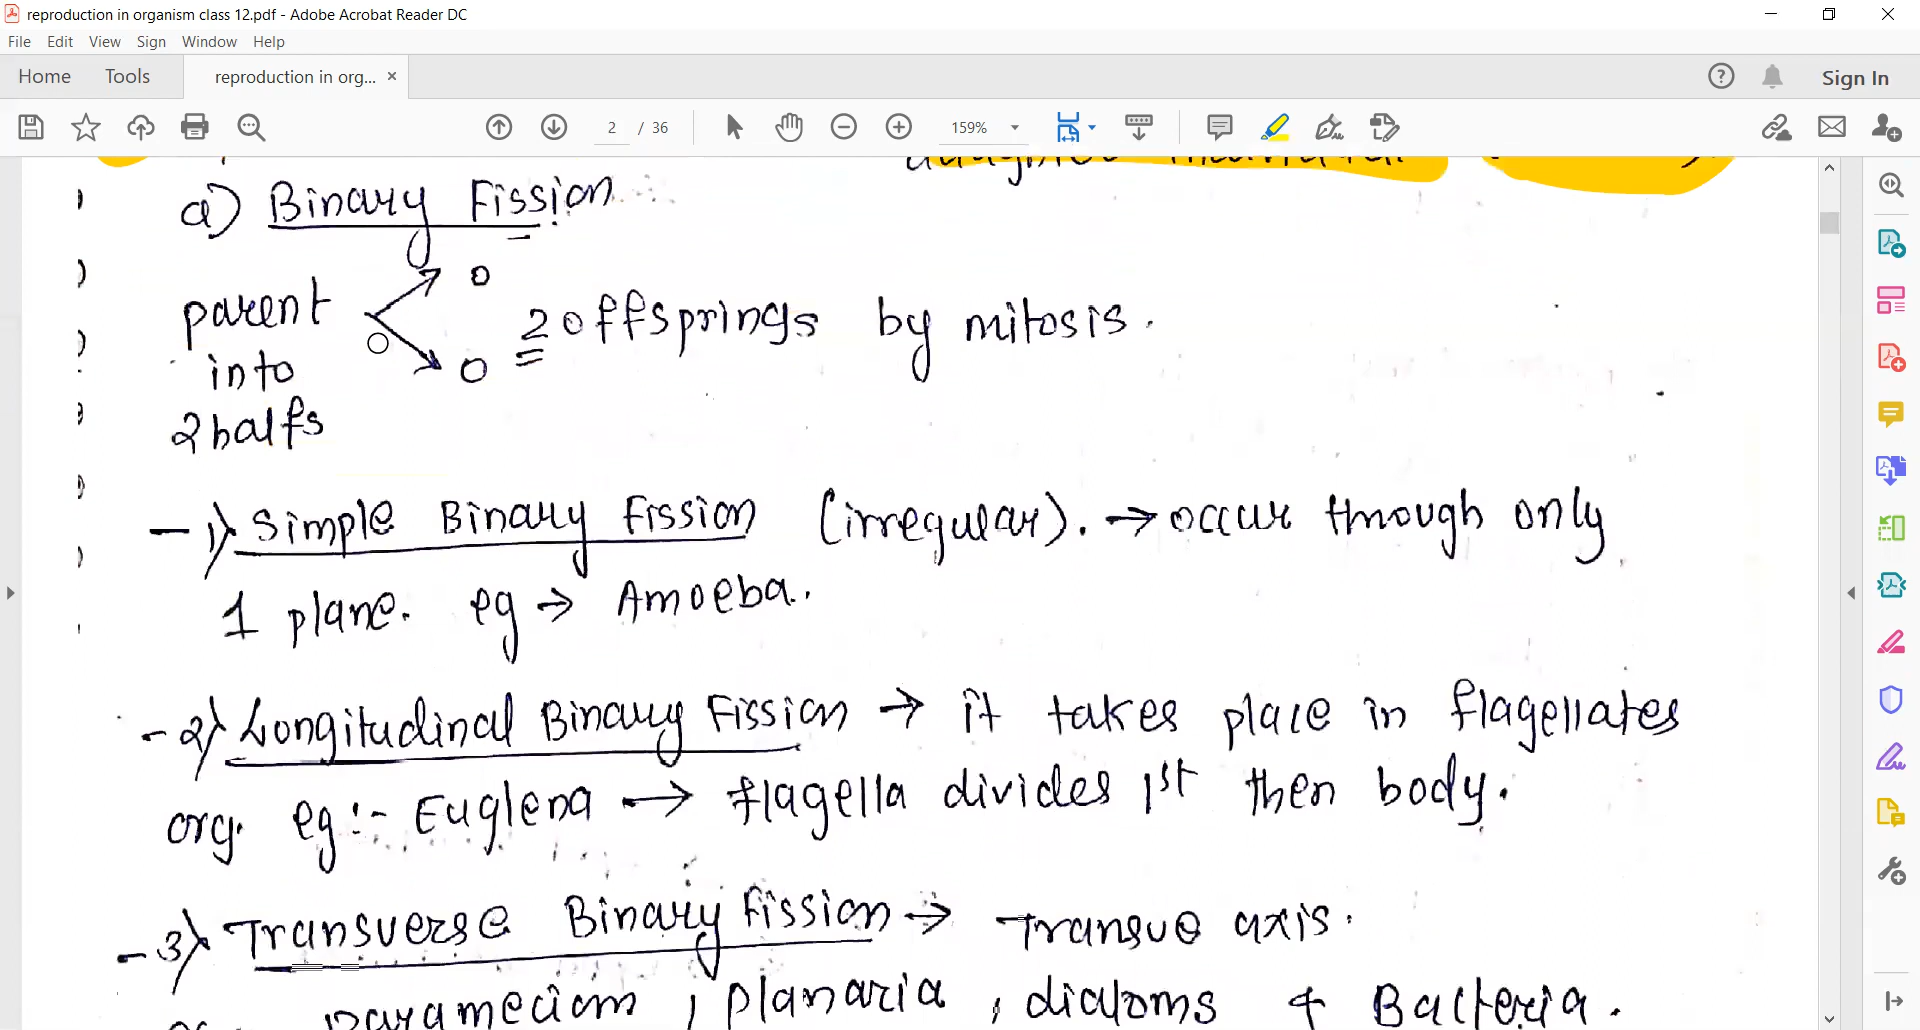 reproduction in organism class 12.pdf - Adobe Acrobat Reader DC
File Edit View Sign Window Help
Home Tools reproduction in org... × Sign In
2 / 36 159%
a) Binary Fission
parent 2 offsprings by mitosis.
into
2 halfs
- 1) Simple Binary Fission (irregular). → occur through only
1 plane. eg → Amoeba.
- 2) Longitudinal Binary Fission → it takes place in flagellates
org. eg :- Euglena → flagella divides 1st then body.
- 3) Transverse Binary fission → Transve axis.
paramecium , planaria , diatoms & Bacteria.